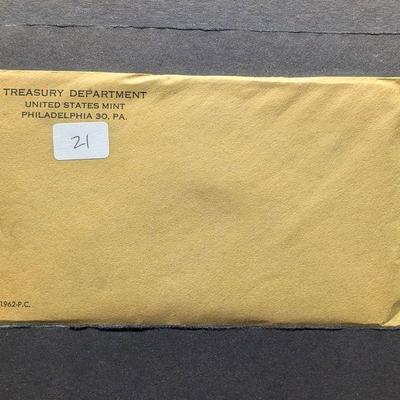 TREASURY DEPARTMENT
UNITED STATES MINT
PHILADELPHIA 30, PA.
21
1962-P.C.